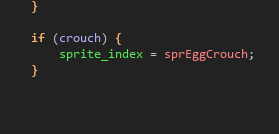 }
if (crouch) {
sprite_index = sprEggCrouch;
}